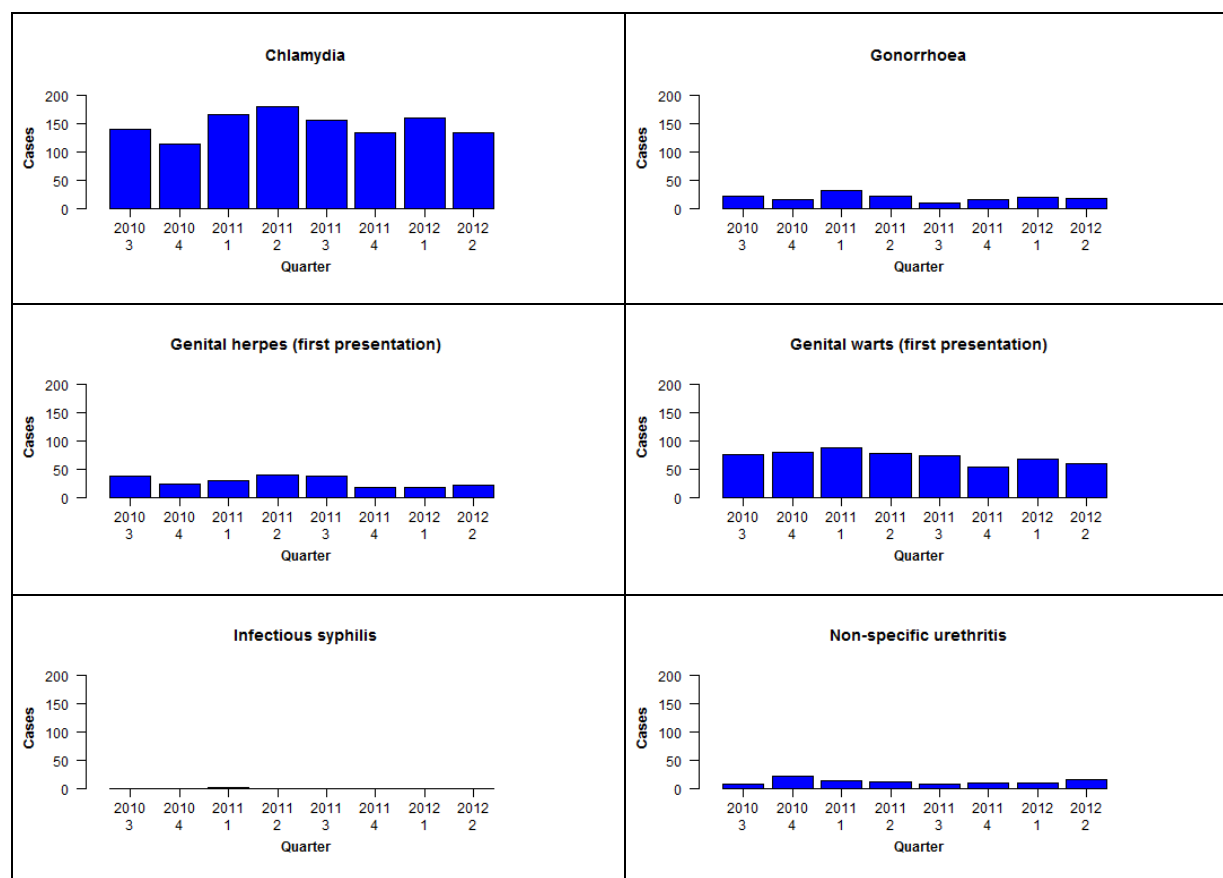 Chlamydia
200
150
100
50
0
Cases
2010 2010 2011 2011 2011 2011 2012 2012
3 4 1 2 3 4 1 2
Quarter
Gonorrhoea
200
150
100
50
0
Cases
2010 2010 2011 2011 2011 2011 2012 2012
3 4 1 2 3 4 1 2
Quarter
Genital herpes (first presentation)
200
150
100
50
0
Cases
2010 2010 2011 2011 2011 2011 2012 2012
3 4 1 2 3 4 1 2
Quarter
Genital warts (first presentation)
200
150
100
50
0
Cases
2010 2010 2011 2011 2011 2011 2012 2012
3 4 1 2 3 4 1 2
Quarter
Infectious syphilis
200
150
100
50
0
Cases
2010 2010 2011 2011 2011 2011 2012 2012
3 4 1 2 3 4 1 2
Quarter
Non-specific urethritis
200
150
100
50
0
Cases
2010 2010 2011 2011 2011 2011 2012 2012
3 4 1 2 3 4 1 2
Quarter